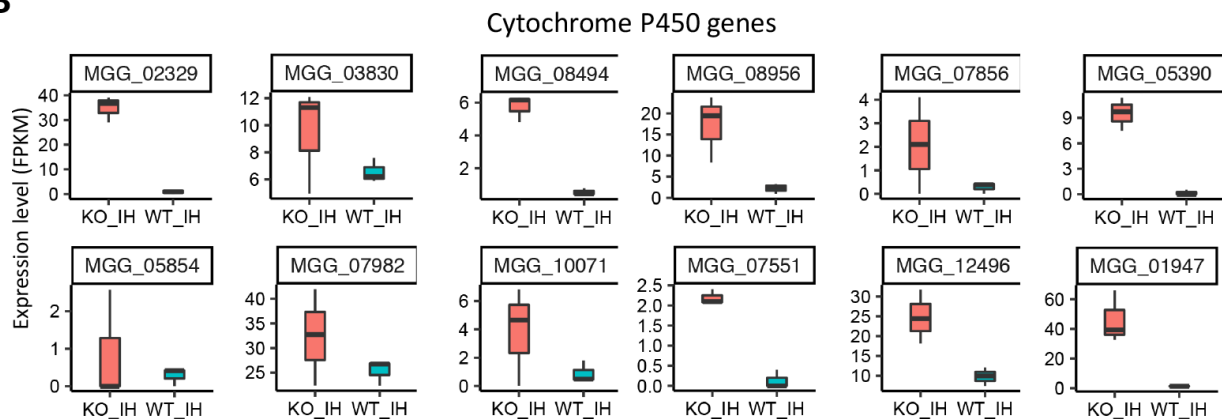 Cytochrome P450 genes
Expression level (FPKM)
MGG_02329 MGG_03830 MGG_08494 MGG_08956 MGG_07856 MGG_05390
40 30 20 10 0
12 10 8 6
6 4 2
20 15 10 5 0
4 3 2 1 0
9 6 3 0
KO_IH WT_IH KO_IH WT_IH KO_IH WT_IH KO_IH WT_IH KO_IH WT_IH KO_IH WT_IH
MGG_05854 MGG_07982 MGG_10071 MGG_07551 MGG_12496 MGG_01947
2 1 0
40 35 30 25
6 4 2 0
2.5 2.0 1.5 1.0 0.5 0.0
30 25 20 15 10
60 40 20 0
KO_IH WT_IH KO_IH WT_IH KO_IH WT_IH KO_IH WT_IH KO_IH WT_IH KO_IH WT_IH